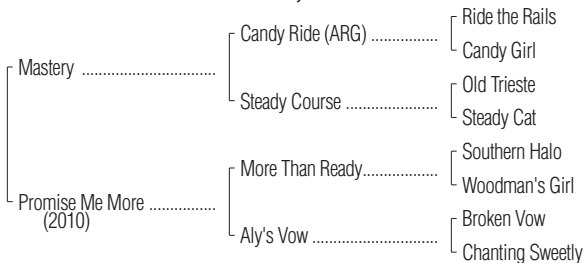 Ride the Rails
Candy Ride (ARG) ................
Candy Girl
Mastery ................................
Old Trieste
Steady Course ......................
Steady Cat
Southern Halo
More Than Ready..................
Woodman's Girl
Promise Me More ................
(2010)
Broken Vow
Aly's Vow ..............................
Chanting Sweetly